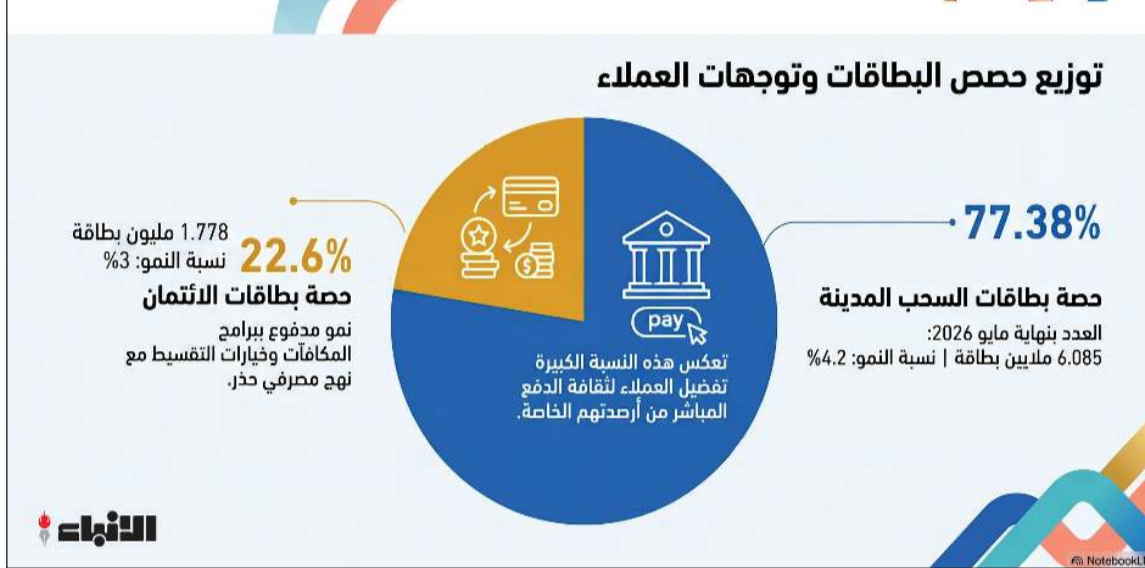 توزيع حصص البطاقات وتوجهات العملاء
77.38%
حصة بطاقات السحب المدينة
العدد بنهاية مايو 2026:
6.085 ملايين بطاقة | نسبة النمو: 4.2%
pay
تعكس هذه النسبة الكبيرة
تفضيل العملاء لثقافة الدفع
المباشر من أرصدتهم الخاصة.
22.6%
1.778 مليون بطاقة
نسبة النمو: 3%
حصة بطاقات الائتمان
نمو مدفوع ببرامج
المكافآت وخيارات التقسيط مع
نهج مصرفي حذر.
الأنباء